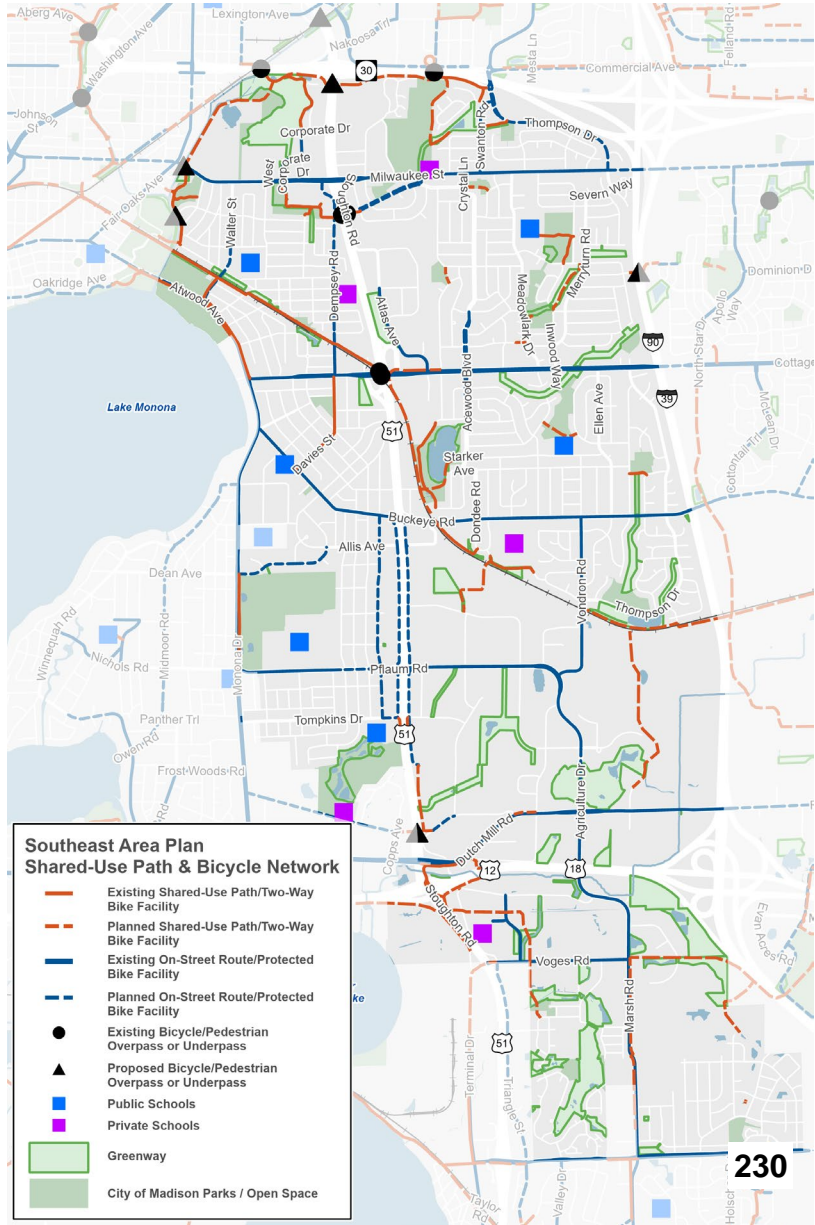 Aberg Ave
Lexington Ave
Washington Ave
Nakoosa Trl
Mesta Ln
Felland Rd
Commercial Ave
30
Johnson
St
Corporate Dr
Swanton Rd
Thompson Dr
West
Corporate
Dr
Milwaukee St
Crystal Ln
Severn Way
Fair Oaks Ave
Stoughton Rd
Walter St
Merryturn Rd
Dominion D
Oakridge Ave
Atwood Ave
Dempsey Rd
Atlas Ave
Meadowlark Dr
Apollo
Way
Inwood Way
NorthStar Dr
90
Cottage
Lake Monona
Acewood Blvd
Ellen Ave
39
McLean Dr
51
Cottontail Trl
Davies St
Starker
Ave
Dondee Rd
Buckeye Rd
Allis Ave
Vondron Rd
Dean Ave
Thompson Dr
Winnequah Rd
Midmoor Rd
Nichols Rd
Monona Dr
Pflaum Rd
Panther Trl
Tompkins Dr
51
Owen Rd
Frost Woods Rd
Agriculture Dr
Copps Ave
Dutch Mill Rd
12
18
Stoughton Rd
Evan Acres Rd
Voges Rd
Marsh Rd
51
Terminal Dr
Triangle St
ke
Taylor
Rd
Valley Dr
Holsch
Southeast Area Plan
Shared-Use Path & Bicycle Network
Existing Shared-Use Path/Two-Way
Bike Facility
Planned Shared-Use Path/Two-Way
Bike Facility
Existing On-Street Route/Protected
Bike Facility
Planned On-Street Route/Protected
Bike Facility
Existing Bicycle/Pedestrian
Overpass or Underpass
Proposed Bicycle/Pedestrian
Overpass or Underpass
Public Schools
Private Schools
Greenway
City of Madison Parks / Open Space
230